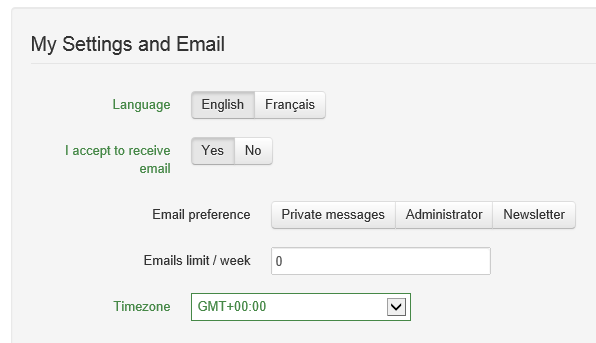 My Settings and Email
Language English Français
I accept to receive email Yes No
Email preference Private messages Administrator Newsletter
Emails limit / week 0
Timezone GMT+00:00